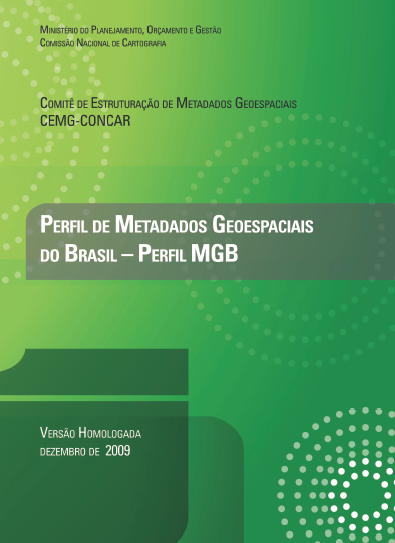 Ministério do Planejamento, Orçamento e Gestão
Comissão Nacional de Cartografia
Comitê de Estruturação de Metadados Geoespaciais
CEMG-CONCAR
Perfil de Metadados Geoespaciais
do Brasil – Perfil MGB
Versão Homologada
dezembro de 2009